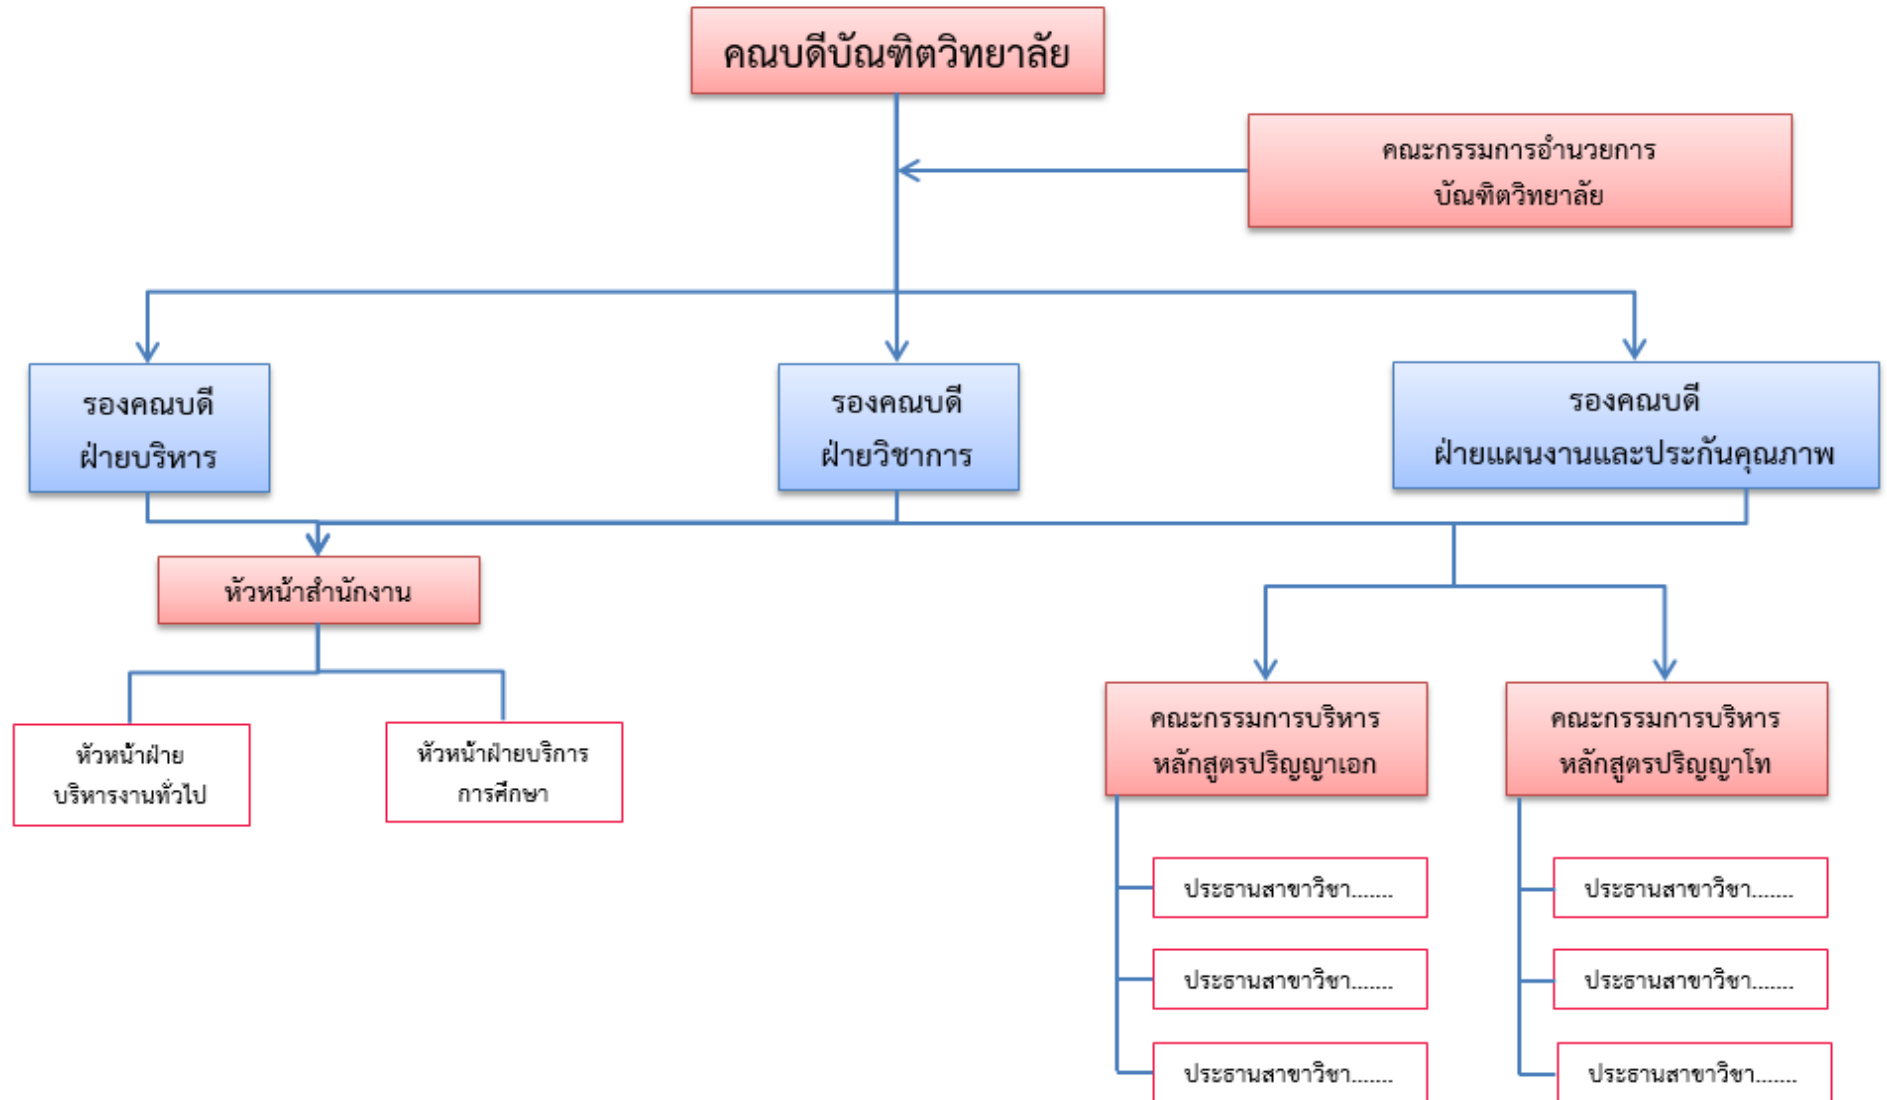 คณบดีบัณฑิตวิทยาลัย
คณะกรรมการอำนวยการ
บัณฑิตวิทยาลัย
รองคณบดี
ฝ่ายบริหาร
รองคณบดี
ฝ่ายวิชาการ
รองคณบดี
ฝ่ายแผนงานและประกันคุณภาพ
หัวหน้าสำนักงาน
หัวหน้าฝ่าย
บริหารงานทั่วไป
หัวหน้าฝ่ายบริการ
การศึกษา
คณะกรรมการบริหาร
หลักสูตรปริญญาเอก
คณะกรรมการบริหาร
หลักสูตรปริญญาโท
ประธานสาขาวิชา.......
ประธานสาขาวิชา.......
ประธานสาขาวิชา.......
ประธานสาขาวิชา.......
ประธานสาขาวิชา.......
ประธานสาขาวิชา.......